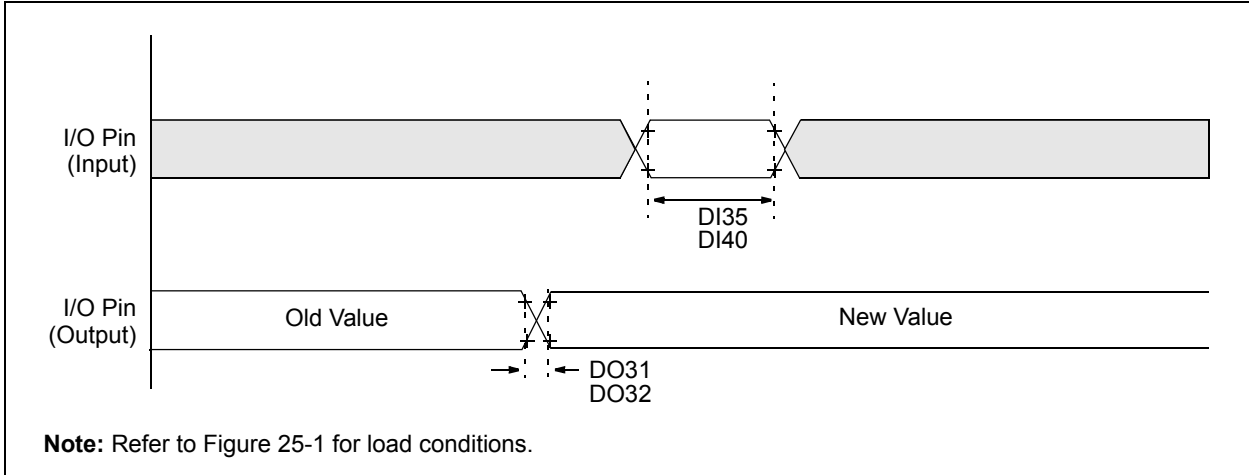 I/O Pin
(Input)
DI35
DI40
I/O Pin
(Output)
Old Value
New Value
DO31
DO32
Note: Refer to Figure 25-1 for load conditions.